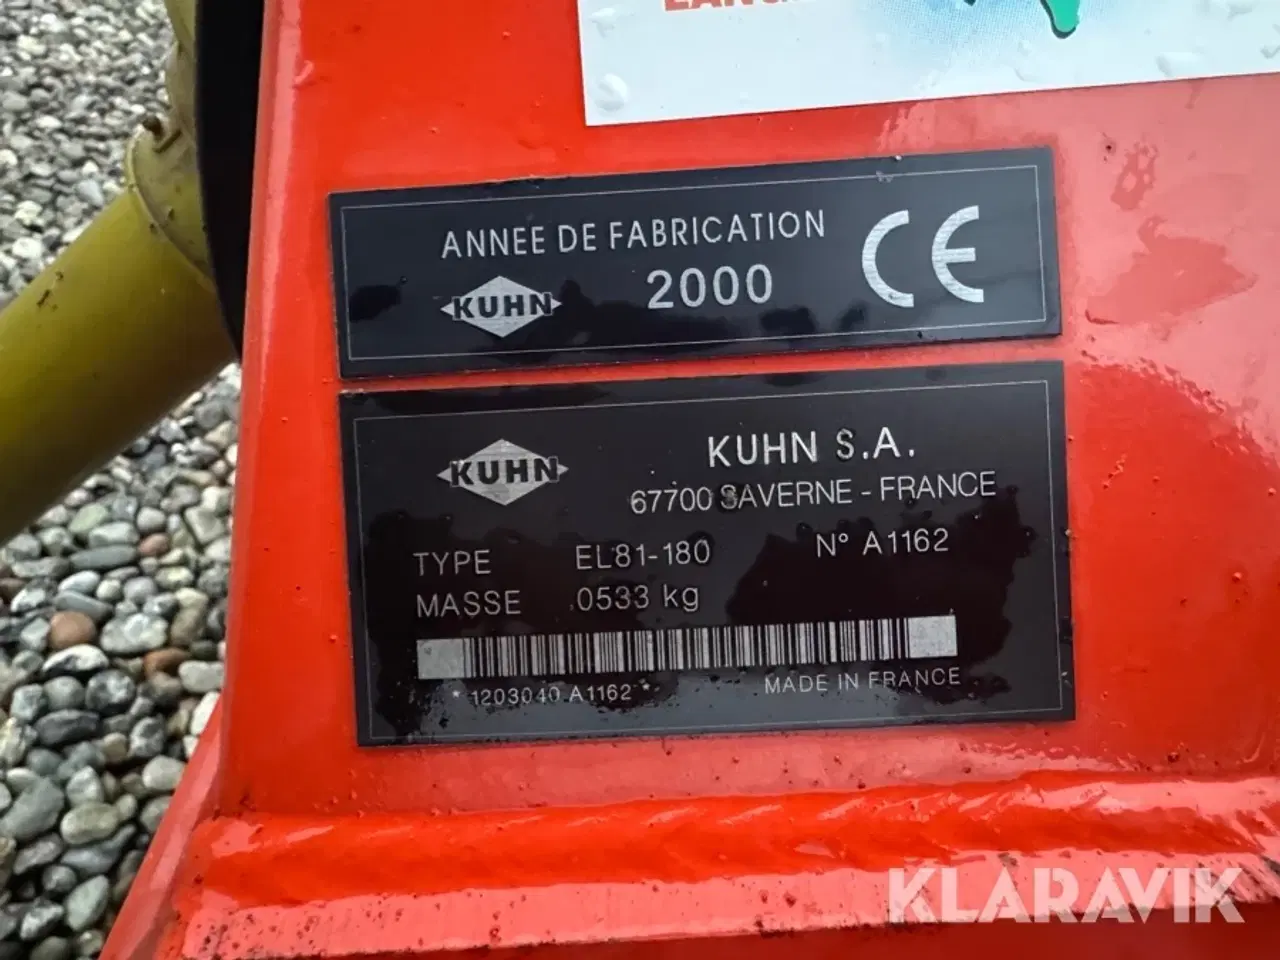 ANNEE DE FABRICATION
KUHN 2000 CE
KUHN
KUHN S.A.
67700 SAVERNE - FRANCE
TYPE EL81-180 N° A1162
MASSE 0533 kg
* 1203040 A1162 * MADE IN FRANCE
KLARAVIK